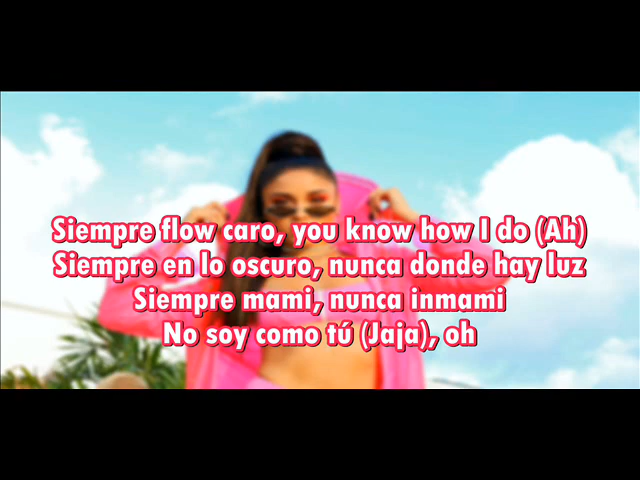 Siempre flow caro, you know how I do (Ah)
Siempre en lo oscuro, nunca donde hay luz
Siempre mami, nunca inmami
No soy como tú (Jaja), oh